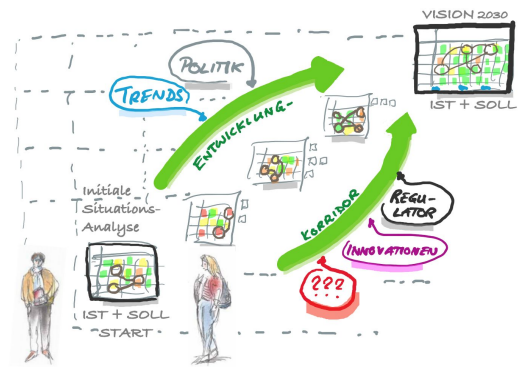 VISION 2030
IST + SOLL
POLITIK
TRENDS
ENTWICKLUNG-
KORRIDOR
REGU-
LATOR
INNOVATIONEN
???
...
Initiale
Situations-
Analyse
IST + SOLL
START